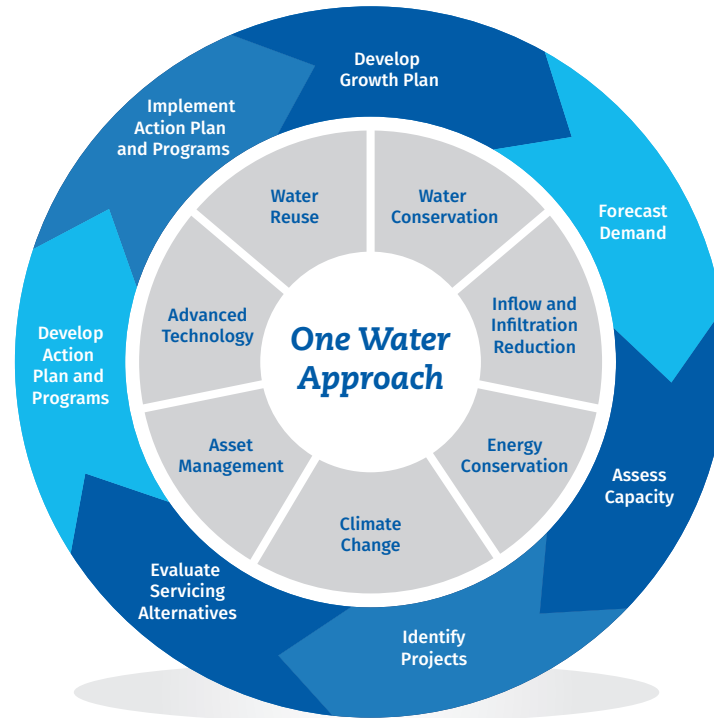 Develop
Growth Plan
Forecast
Demand
Assess
Capacity
Identify
Projects
Evaluate
Servicing
Alternatives
Develop
Action
Plan and
Programs
Implement
Action Plan
and Programs
Water
Conservation
Inflow and
Infiltration
Reduction
Energy
Conservation
Climate
Change
Asset
Management
Advanced
Technology
Water
Reuse
One Water
Approach